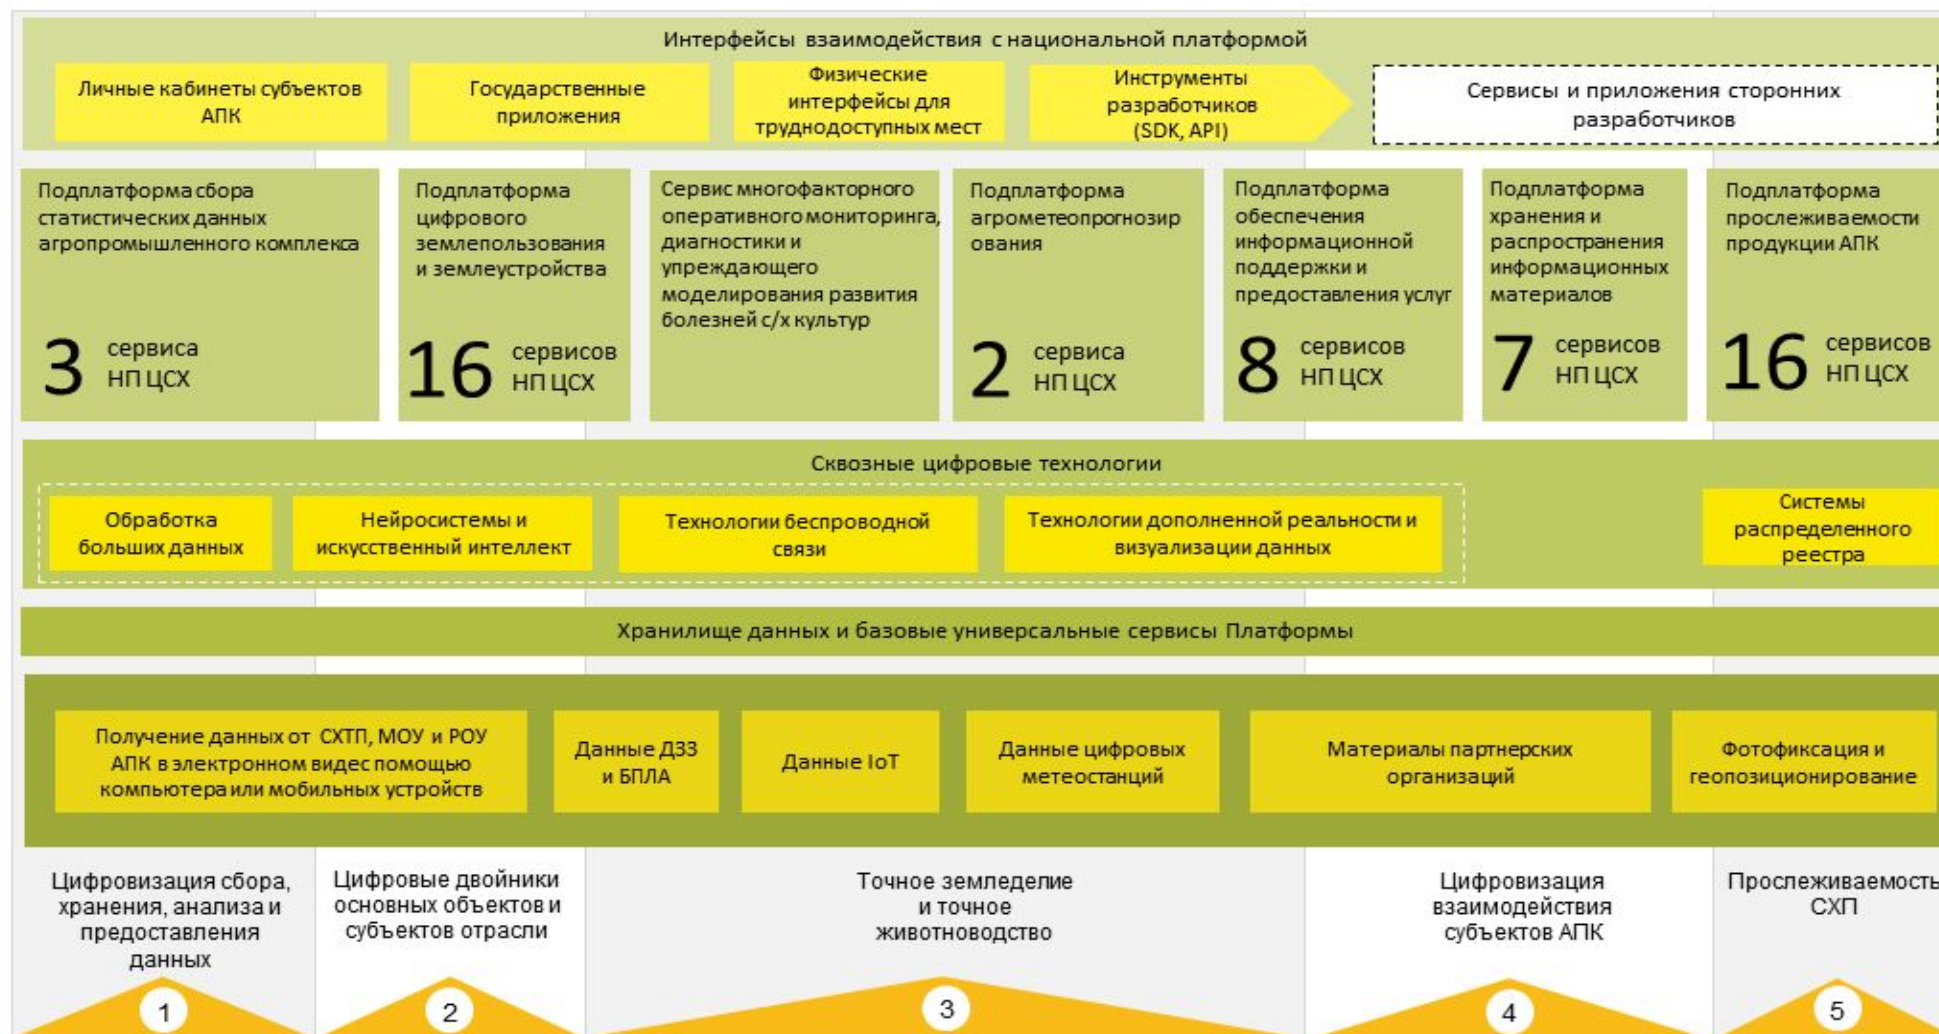 Интерфейсы взаимодействия с национальной платформой
Личные кабинеты субъектов
АПК
Государственные
приложения
Физические
интерфейсы для
труднодоступных мест
Инструменты
разработчиков
(SDK, API)
Сервисы и приложения сторонних
разработчиков
Подплатформа сбора
статистических данных
агропромышленного комплекса
3 сервиса
НП ЦСХ
Подплатформа
цифрового
землепользования
и землеустройства
16 сервисов
НП ЦСХ
Сервис многофакторного
оперативного мониторинга,
диагностики и
упреждающего
моделирования развития
болезней с/х культур
Подплатформа
агрометеопрогнозир
ования
2 сервиса
НП ЦСХ
Подплатформа
обеспечения
информационной
поддержки и
предоставления услуг
8 сервисов
НП ЦСХ
Подплатформа
хранения и
распространения
информационных
материалов
7 сервисов
НП ЦСХ
Подплатформа
прослеживаемости
продукции АПК
16 сервисов
НП ЦСХ
Сквозные цифровые технологии
Обработка
больших данных
Нейросистемы и
искусственный интеллект
Технологии беспроводной
связи
Технологии дополненной реальности и
визуализации данных
Системы
распределенного
реестра
Хранилище данных и базовые универсальные сервисы Платформы
Получение данных от СХТП, МОУ и РОУ
АПК в электронном видес помощью
компьютера или мобильных устройств
Данные ДЗЗ
и БПЛА
Данные IoT
Данные цифровых
метеостанций
Материалы партнерских
организаций
Фотофиксация и
геопозиционирование
Цифровизация сбора,
хранения, анализа и
предоставления
данных
Цифровые двойники
основных объектов и
субъектов отрасли
Точное земледелие
и точное
животноводство
Цифровизация
взаимодействия
субъектов АПК
Прослеживаемость
СХП
1
2
3
4
5